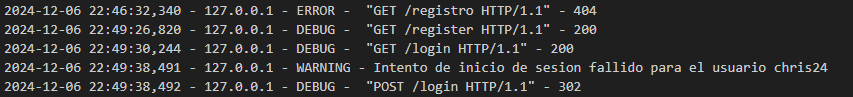 2024-12-06 22:46:32,340 - 127.0.0.1 - ERROR -  "GET /registro HTTP/1.1" - 404
2024-12-06 22:49:26,820 - 127.0.0.1 - DEBUG -  "GET /register HTTP/1.1" - 200
2024-12-06 22:49:30,244 - 127.0.0.1 - DEBUG -  "GET /login HTTP/1.1" - 200
2024-12-06 22:49:38,491 - 127.0.0.1 - WARNING - Intento de inicio de sesion fallido para el usuario chris24
2024-12-06 22:49:38,492 - 127.0.0.1 - DEBUG -  "POST /login HTTP/1.1" - 302